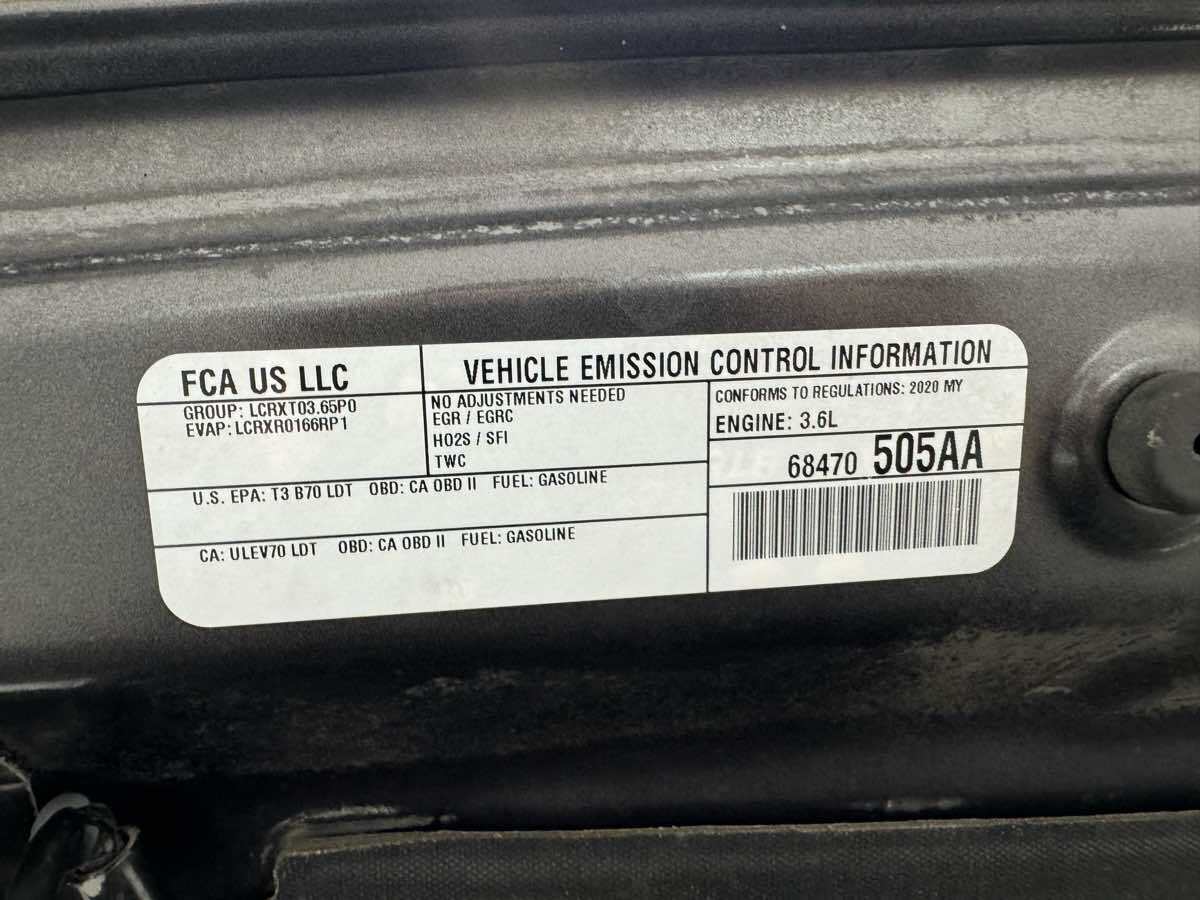 FCA US LLC
GROUP: LCRXT03.65P0
EVAP: LCRXR0166RP1
VEHICLE EMISSION CONTROL INFORMATION
NO ADJUSTMENTS NEEDED
EGR / EGRC
HO2S / SFI
TWC
CONFORMS TO REGULATIONS: 2020 MY
ENGINE: 3.6L
68470 505AA
U.S. EPA: T3 B70 LDT OBD: CA OBD II FUEL: GASOLINE
CA: ULEV70 LDT OBD: CA OBD II FUEL: GASOLINE